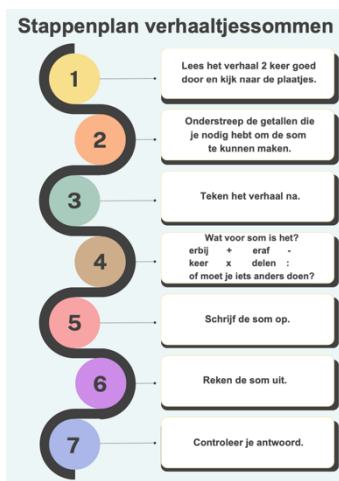 Stappenplan verhaaltjessommen
1
Lees het verhaal 2 keer goed
door en kijk naar de plaatjes.
2
Onderstreep de getallen die
je nodig hebt om de som
te kunnen maken.
3
Teken het verhaal na.
4
Wat voor som is het?
erbij + eraf -
keer x delen :
of moet je iets anders doen?
5
Schrijf de som op.
6
Reken de som uit.
7
Controleer je antwoord.